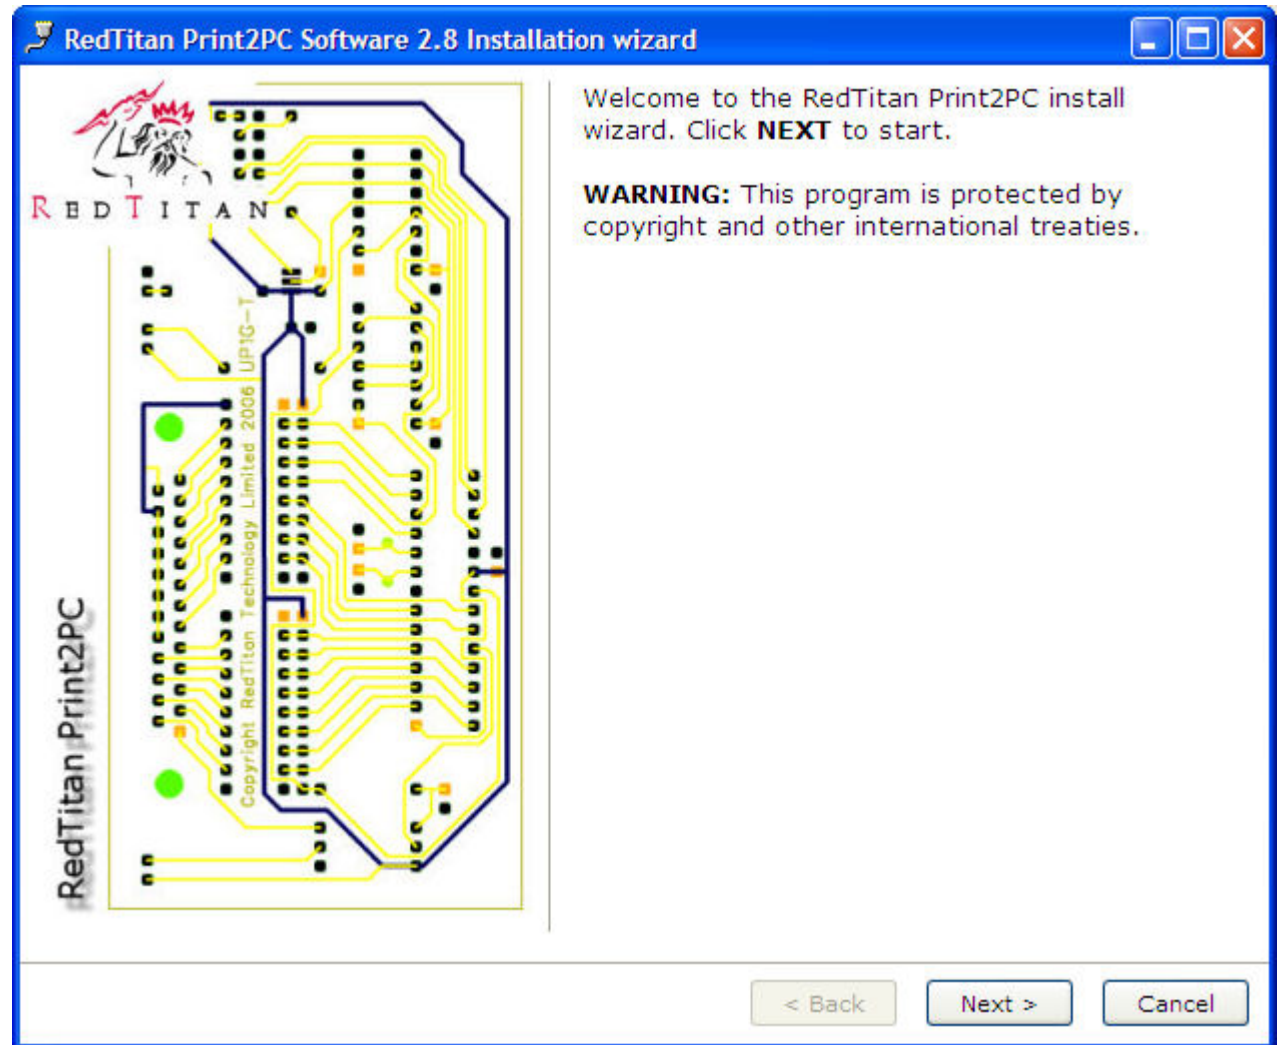 RedTitan Print2PC Software 2.8 Installation wizard
RED TITAN
Welcome to the RedTitan Print2PC install
wizard. Click NEXT to start.
WARNING: This program is protected by
copyright and other international treaties.
Copyright RedTitan Technology Limited 2006 UP1G-T
RedTitan Print2PC
< Back
Next >
Cancel